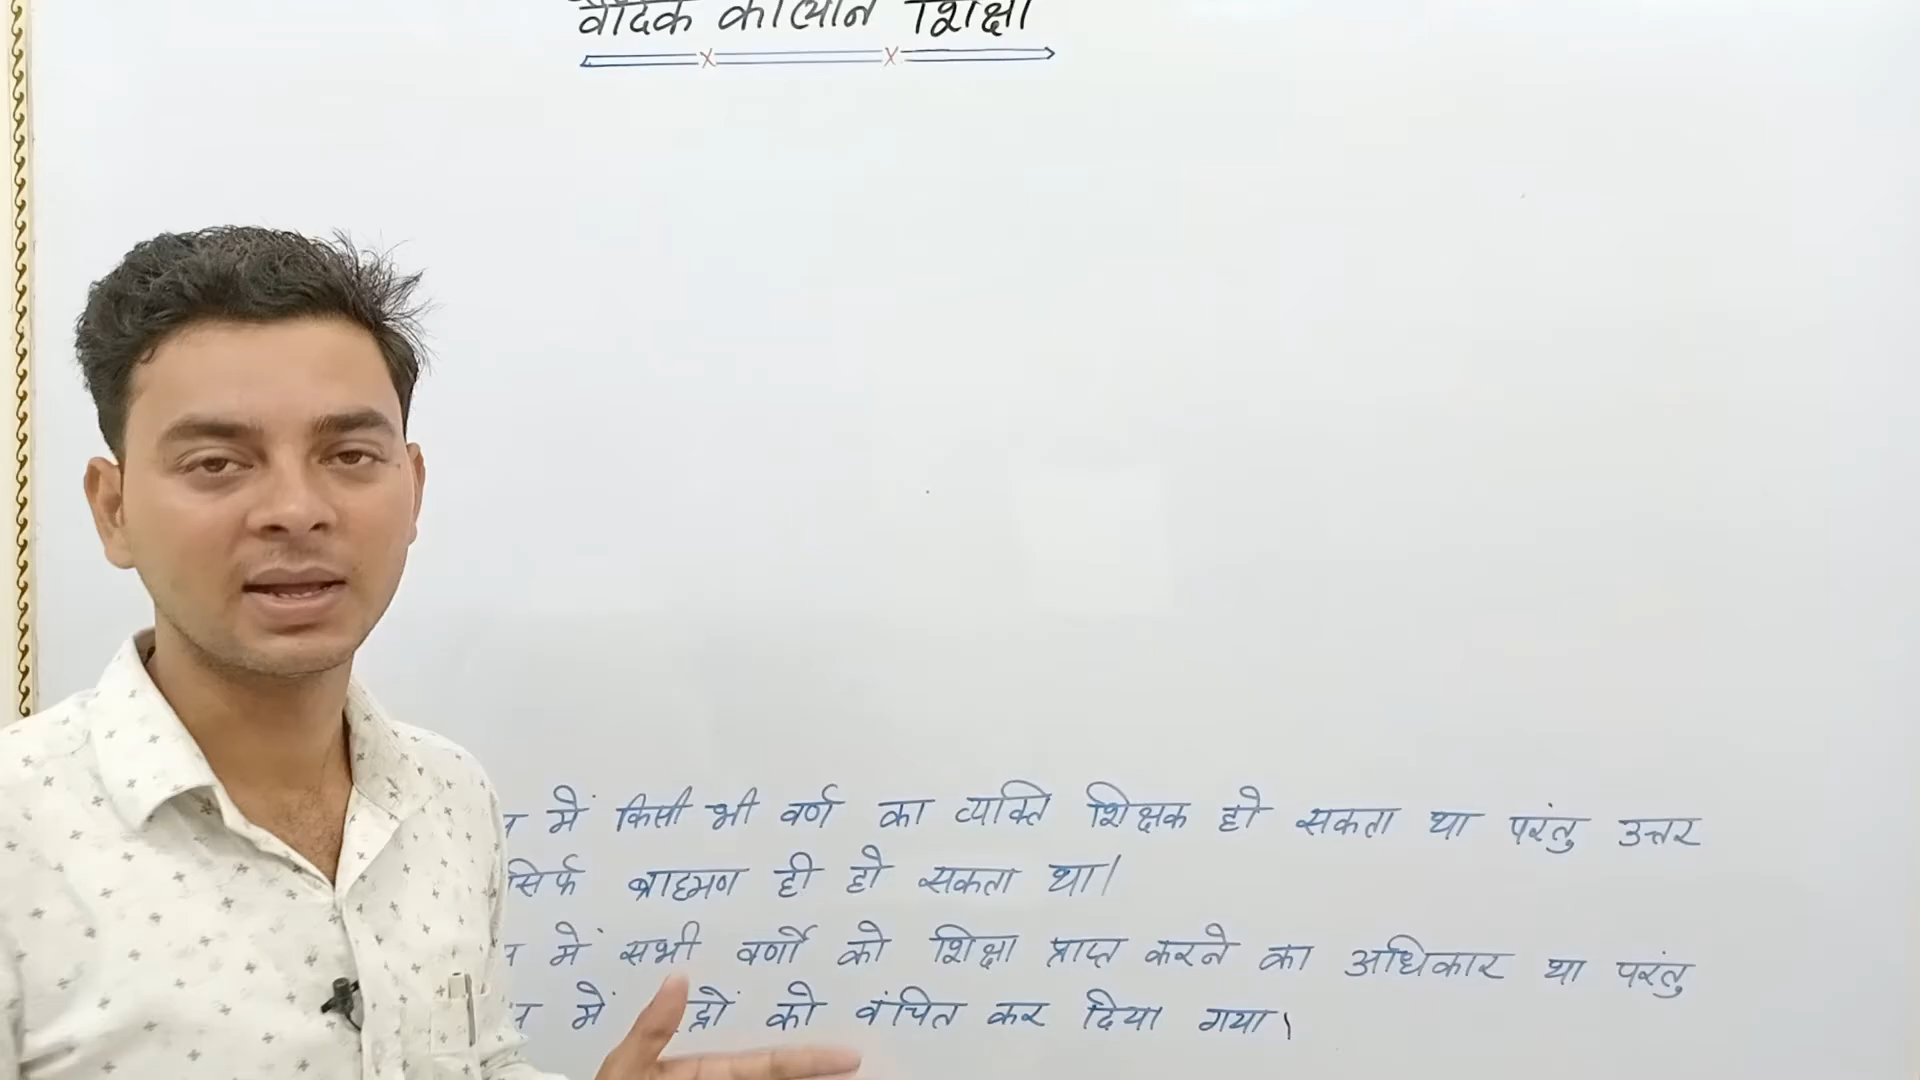 वैदिक कालीन शिक्षा
में किसी भी वर्ण का व्यक्ति शिक्षक हो सकता था परंतु उत्तर
सिर्फ ब्राह्मण ही हो सकता था।
में सभी वर्णों को शिक्षा प्राप्त करने का अधिकार था परंतु
में को वंचित कर दिया गया।